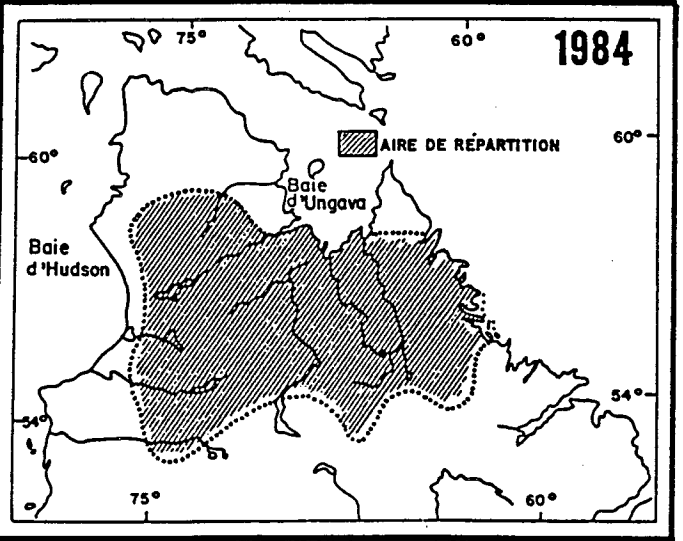 75°
60°
1984
60°
AIRE DE RÉPARTITION
60°
Baie
d'Ungava
Baie
d'Hudson
54°
54°
75°
60°